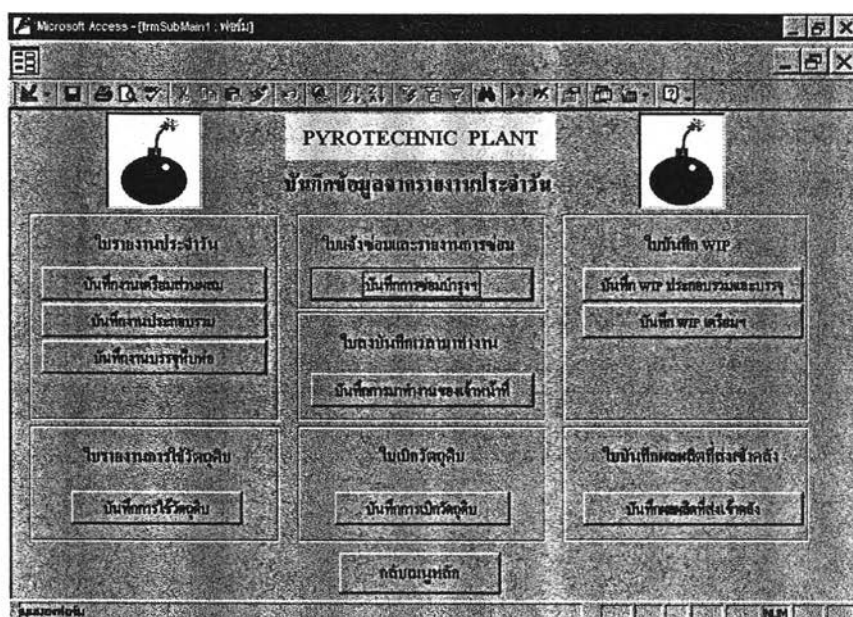 Microsoft Access - [frmSubMain1 : ฟอร์ม]
PYROTECHNIC PLANT
บันทึกข้อมูลจากรายงานประจำวัน
ใบรายงานประจำวัน
บันทึกงานเตรียมส่วนผสม
บันทึกงานประกอบรวม
บันทึกงานบรรจุหีบห่อ
ใบแจ้งซ่อมและรายงานการซ่อม
บันทึกการซ่อมบำรุงฯ
ใบลงบันทึกเวลามาทำงาน
บันทึกการมาทำงานของเจ้าหน้าที่
ใบบันทึก WIP
บันทึก WIP ประกอบรวมและบรรจุ
บันทึก WIP เตรียมฯ
ใบรายงานการใช้วัตถุดิบ
บันทึกการใช้วัตถุดิบ
ใบเบิกวัตถุดิบ
บันทึกการเบิกวัตถุดิบ
ใบบันทึกผลผลิตที่ส่งเข้าคลัง
บันทึกผลผลิตที่ส่งเข้าคลัง
กลับเมนูหลัก
มุมมองฟอร์ม
NUM